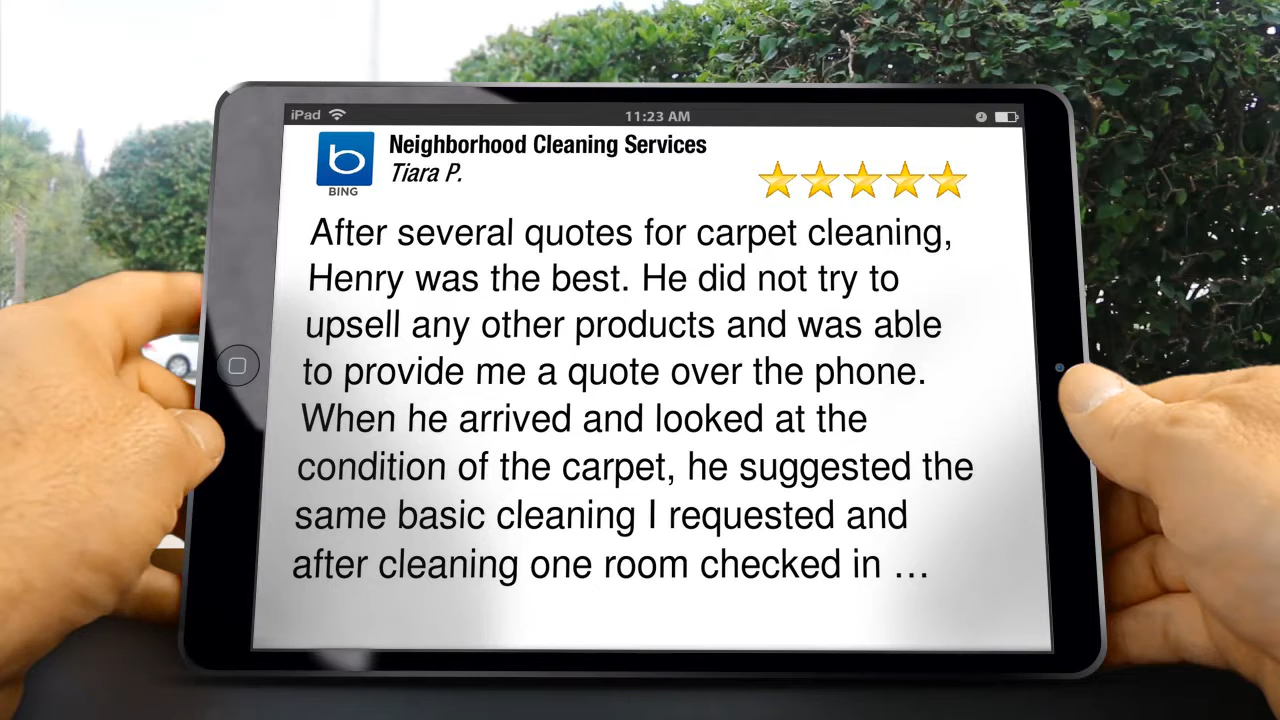 iPad 11:23 AM
BING
Neighborhood Cleaning Services
Tiara P.
After several quotes for carpet cleaning,
Henry was the best. He did not try to
upsell any other products and was able
to provide me a quote over the phone.
When he arrived and looked at the
condition of the carpet, he suggested the
same basic cleaning I requested and
after cleaning one room checked in …